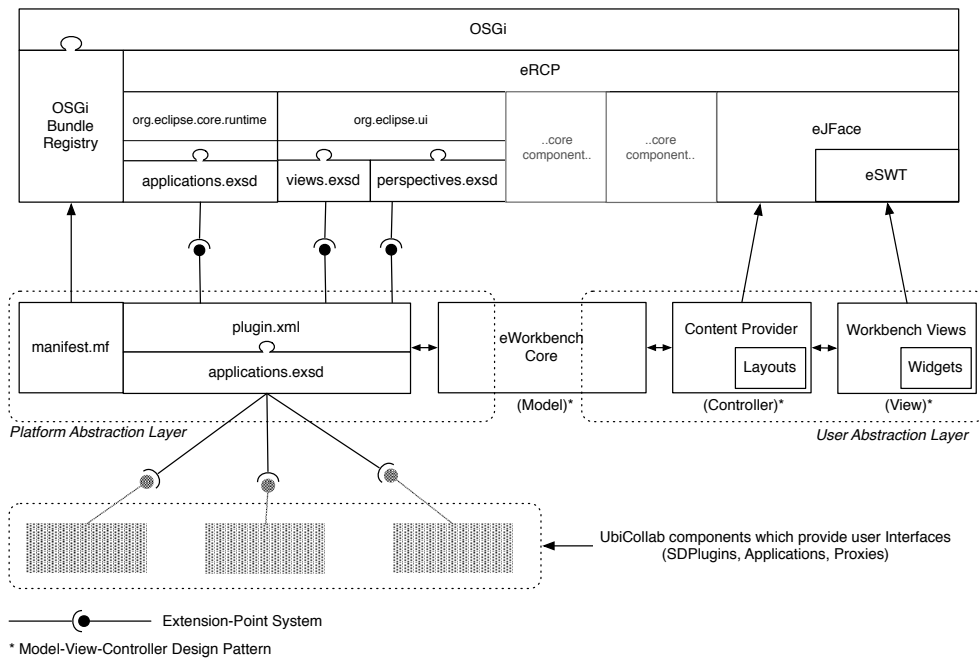 OSGi
eRCP
OSGi
Bundle
Registry
org.eclipse.core.runtime
org.eclipse.ui
..core
component..
..core
component..
eJFace
applications.exsd
views.exsd
perspectives.exsd
eSWT
manifest.mf
plugin.xml
applications.exsd
eWorkbench
Core
Content Provider
Layouts
Workbench Views
Widgets
(Model)*
(Controller)*
(View)*
Platform Abstraction Layer
User Abstraction Layer
UbiCollab components which provide user Interfaces
(SDPlugins, Applications, Proxies)
Extension-Point System
* Model-View-Controller Design Pattern